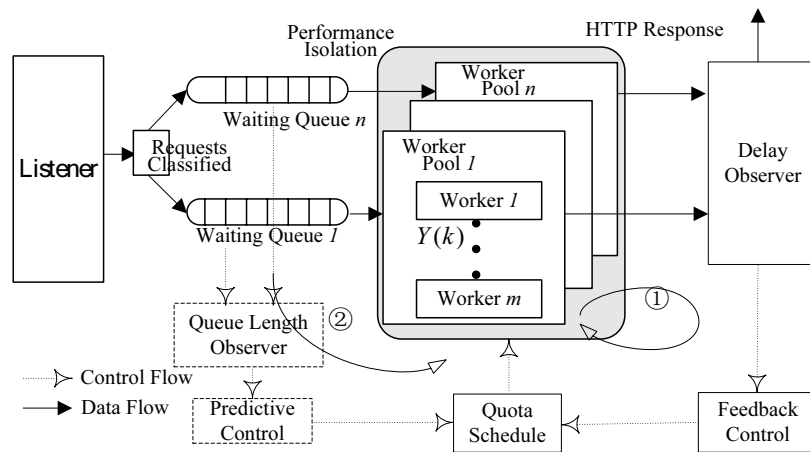 HTTP Response
Performance
Isolation
Worker
Pool n
Waiting Queue n
Listener
Requests
Classified
Worker
Pool 1
Delay
Observer
Worker 1
Y(k)
Waiting Queue 1
Worker m
①
②
Queue Length
Observer
Control Flow
Data Flow
Predictive
Control
Quota
Schedule
Feedback
Control